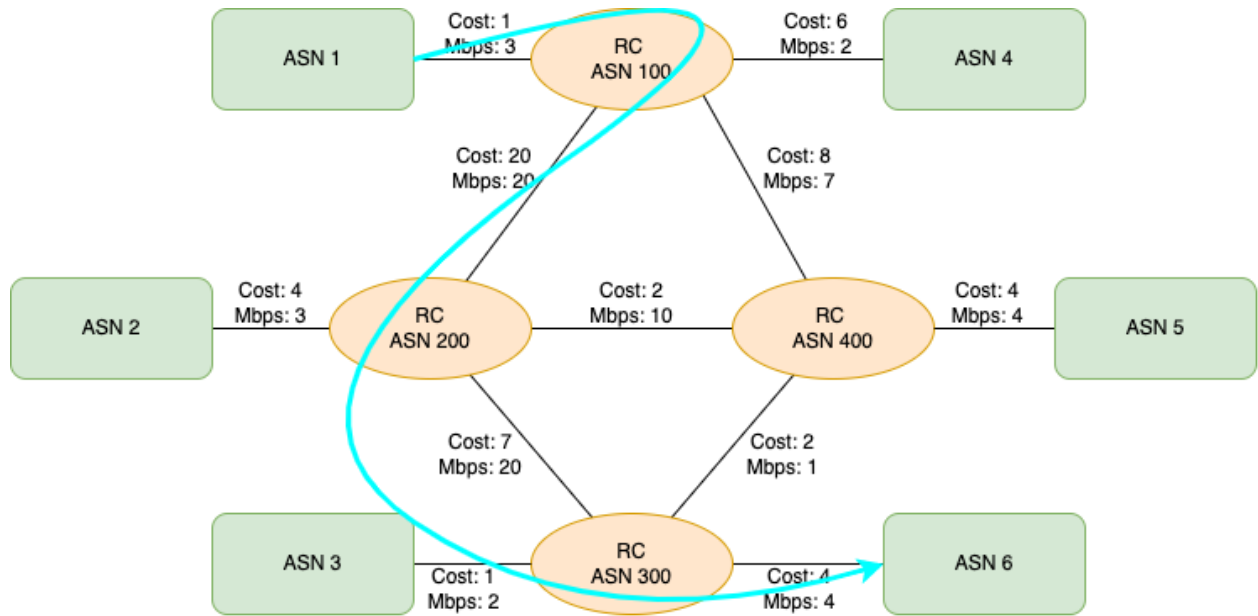 Cost: 1
Mbps: 3
Cost: 6
Mbps: 2
ASN 1
RC
ASN 100
ASN 4
Cost: 20
Mbps: 20
Cost: 8
Mbps: 7
ASN 2
Cost: 4
Mbps: 3
RC
ASN 200
Cost: 2
Mbps: 10
RC
ASN 400
Cost: 4
Mbps: 4
ASN 5
Cost: 7
Mbps: 20
Cost: 2
Mbps: 1
ASN 3
Cost: 1
Mbps: 2
RC
ASN 300
Cost: 4
Mbps: 4
ASN 6